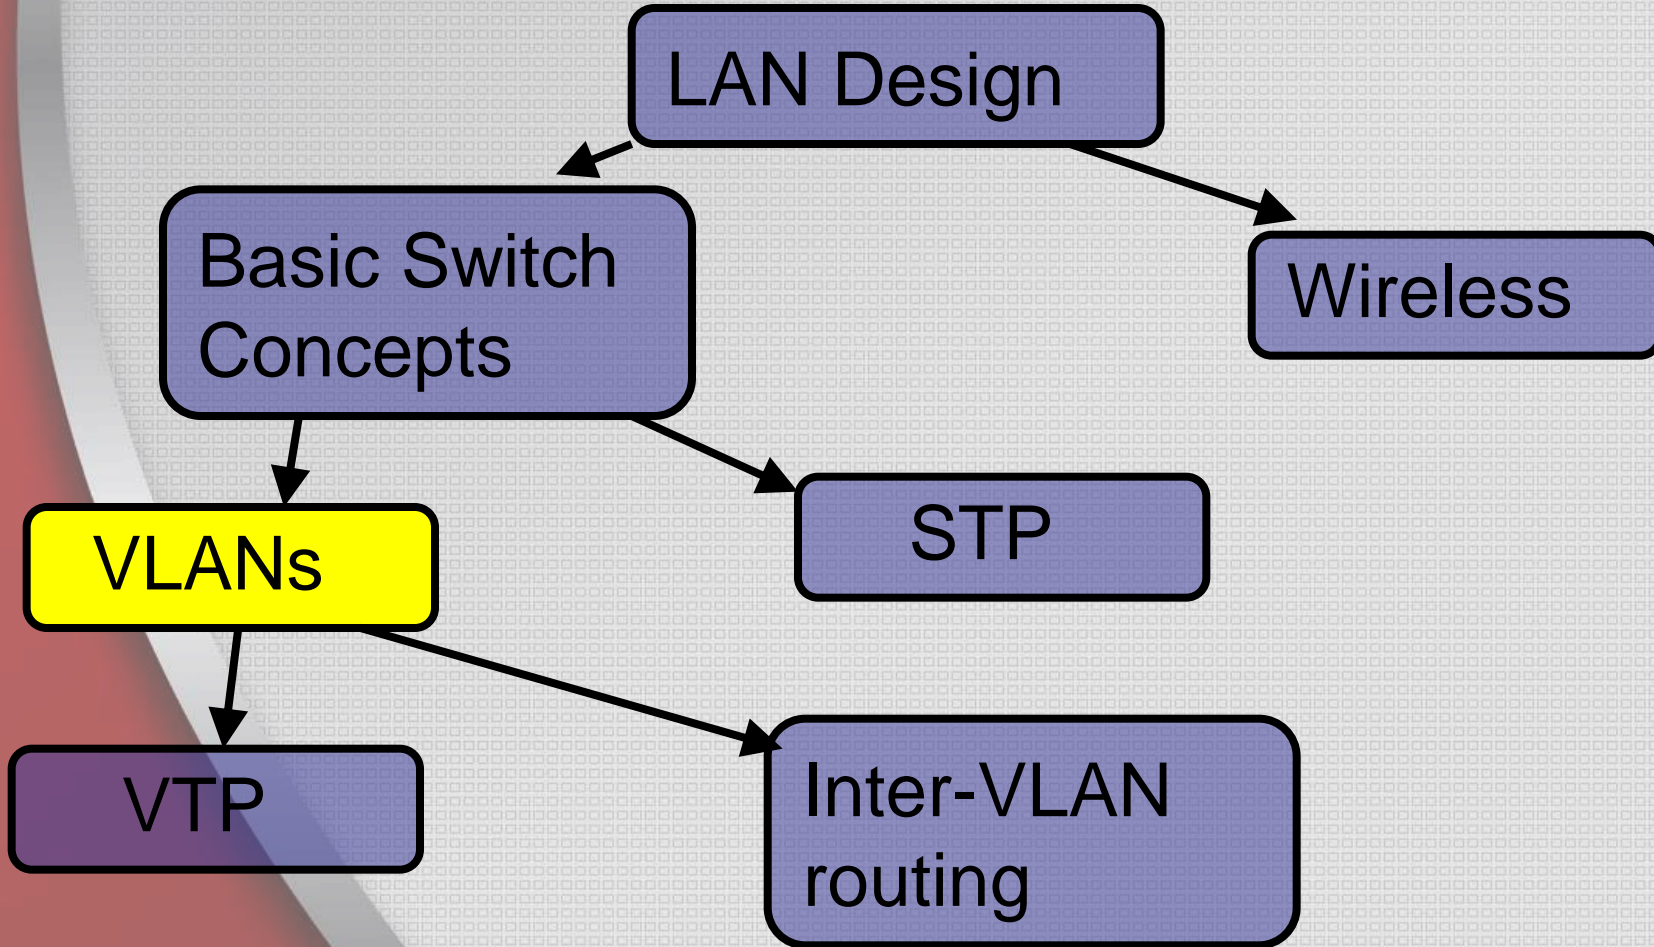 LAN Design
Basic Switch
Concepts
Wireless
VLANs
STP
VTP
Inter-VLAN
routing